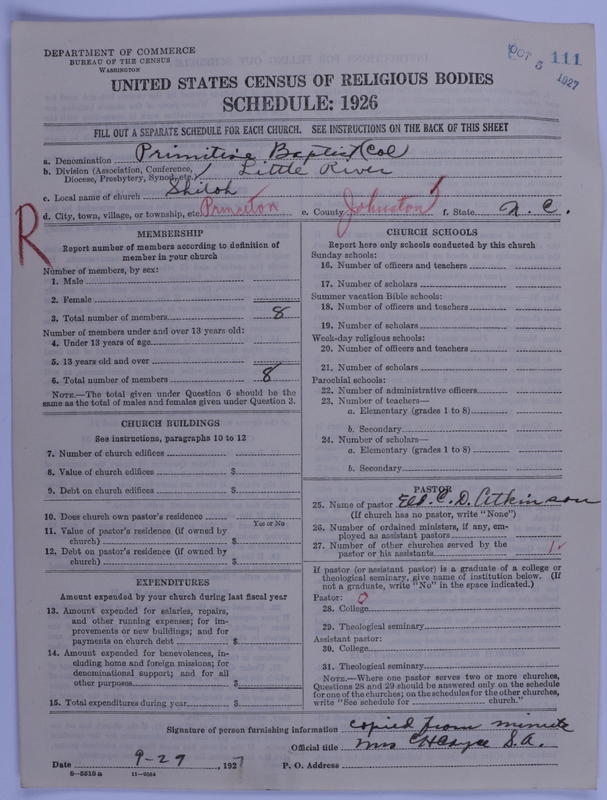 DEPARTMENT OF COMMERCE
BUREAU OF THE CENSUS
WASHINGTON
OCT 5 1927
111
UNITED STATES CENSUS OF RELIGIOUS BODIES
SCHEDULE: 1926
FILL OUT A SEPARATE SCHEDULE FOR EACH CHURCH. SEE INSTRUCTIONS ON THE BACK OF THIS SHEET
a. Denomination Primitive Baptist (Col
b. Division (Association, Conference, Little River
Diocese, Presbytery, Synod, etc.)
c. Local name of church Shiloh
d. City, town, village, or township, etc. Princeton e. County Johnston f. State N. C.
R
MEMBERSHIP
Report number of members according to definition of
member in your church
Number of members, by sex:
1. Male
2. Female
3. Total number of members 8
Number of members under and over 13 years old:
4. Under 13 years of age
5. 13 years old and over
6. Total number of members 8
NOTE.—The total given under Question 6 should be the
same as the total of males and females given under Question 3.
CHURCH BUILDINGS
See instructions, paragraphs 10 to 12
7. Number of church edifices
8. Value of church edifices $
9. Debt on church edifices $
10. Does church own pastor's residence
Yes or No
11. Value of pastor's residence (if owned by
church) $
12. Debt on pastor's residence (if owned by
church) $
EXPENDITURES
Amount expended by your church during last fiscal year
13. Amount expended for salaries, repairs,
and other running expenses; for im-
provements or new buildings; and for
payments on church debt $
14. Amount expended for benevolences, in-
cluding home and foreign missions; for
denominational support; and for all
other purposes $
15. Total expenditures during year $
CHURCH SCHOOLS
Report here only schools conducted by this church
Sunday schools:
16. Number of officers and teachers
17. Number of scholars
Summer vacation Bible schools:
18. Number of officers and teachers
19. Number of scholars
Week-day religious schools:
20. Number of officers and teachers
21. Number of scholars
Parochial schools:
22. Number of administrative officers
23. Number of teachers—
a. Elementary (grades 1 to 8)
b. Secondary
24. Number of scholars—
a. Elementary (grades 1 to 8)
b. Secondary
PASTOR
25. Name of pastor Eld. C. D. Atkinson
(If church has no pastor, write "None")
26. Number of ordained ministers, if any, em-
ployed as assistant pastors
27. Number of other churches served by the
pastor or his assistants 1
If pastor (or assistant pastor) is a graduate of a college or
theological seminary, give name of institution below. (If
not a graduate, write "No" in the space indicated.)
Pastor: 0
28. College
29. Theological seminary
Assistant pastor:
30. College
31. Theological seminary
NOTE.—Where one pastor serves two or more churches,
Questions 28 and 29 should be answered only on the schedule
for one of the churches; on the schedules for the other churches,
write "See schedule for church."
Signature of person furnishing information copied from minute
Official title Mrs S. A.
Date 9-27, 1927 P. O. Address
8—5515 a 11—9054